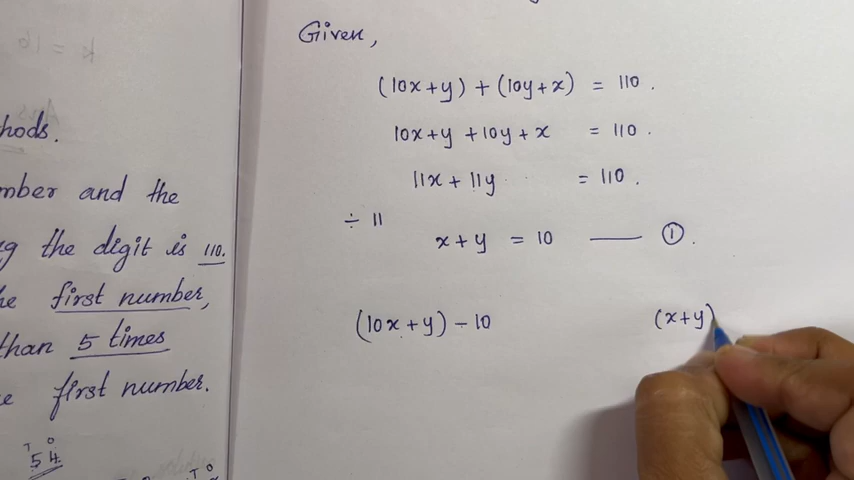 hods.
mber and the
g the digit is 110.
e first number,
than 5 times
e first number.
T O
54
T O
Given,
(10x+y) + (10y+x) = 110.
10x+y +10y+x = 110.
11x + 11y = 110.
÷ 11
x+y = 10 —— ①.
(10x+y) - 10 (x+y)